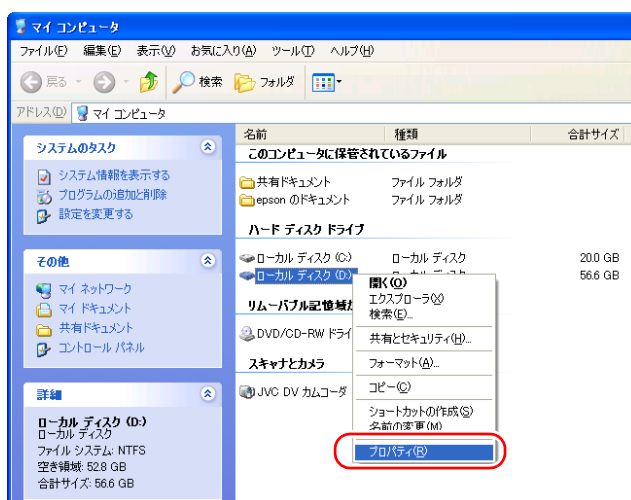 マイ コンピュータ
ファイル(F) 編集(E) 表示(V) お気に入り(A) ツール(T) ヘルプ(H)
戻る 検索 フォルダ
アドレス(D) マイ コンピュータ
名前 種類 合計サイズ
システムのタスク
システム情報を表示する
プログラムの追加と削除
設定を変更する
その他
マイ ネットワーク
マイ ドキュメント
共有ドキュメント
コントロール パネル
詳細
ローカル ディスク (D:)
ローカル ディスク
ファイル システム: NTFS
空き領域: 52.8 GB
合計サイズ: 56.6 GB
このコンピュータに保管されているファイル
共有ドキュメント ファイル フォルダ
epson のドキュメント ファイル フォルダ
ハード ディスク ドライブ
ローカル ディスク (C:) ローカル ディスク 20.0 GB
ローカル ディスク (D:) 56.6 GB
リムーバブル記憶域
DVD/CD-RW ドライ
スキャナとカメラ
JVC DV カムコーダ
開く(O)
エクスプローラ(X)
検索(E)...
共有とセキュリティ(H)...
フォーマット(A)...
コピー(C)
ショートカットの作成(S)
名前の変更(M)
プロパティ(R)